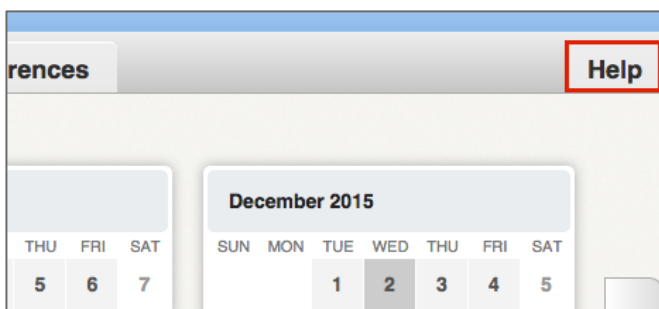 rences Help
December 2015
THU FRI SAT SUN MON TUE WED THU FRI SAT
5 6 7 1 2 3 4 5